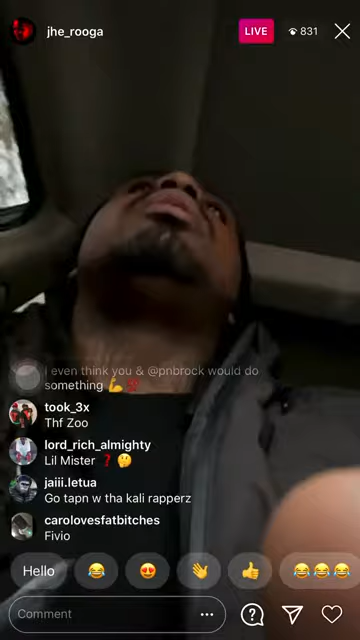 jhe_rooga
LIVE
831
I even think you & @pnbrock would do
something 💪💯
took_3x
Thf Zoo
lord_rich_almighty
Lil Mister ❓🤔
jaiii.letua
Go tapn w tha kali rapperz
carolovesfatbitches
Fivio
Hello 😂 😍 👋 👍 😂😂😂
Comment